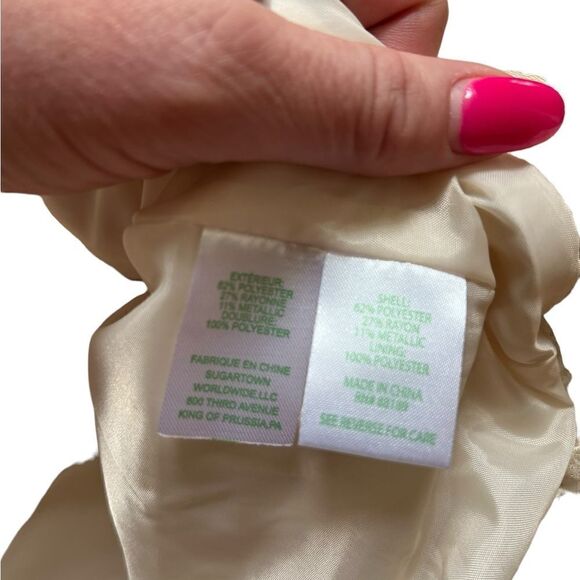 EXTÉRIEUR:
62% POLYESTER
27% RAYONNE
11% METALLIC
DOUBLURE:
100% POLYESTER
FABRIQUE EN CHINE
SUGARTOWN
WORLDWIDE,LLC
800 THIRD AVENUE
KING OF PRUSSIA,PA
SHELL:
62% POLYESTER
27% RAYON
11% METALLIC
LINING:
100% POLYESTER
MADE IN CHINA
RN#
SEE REVERSE FOR CARE